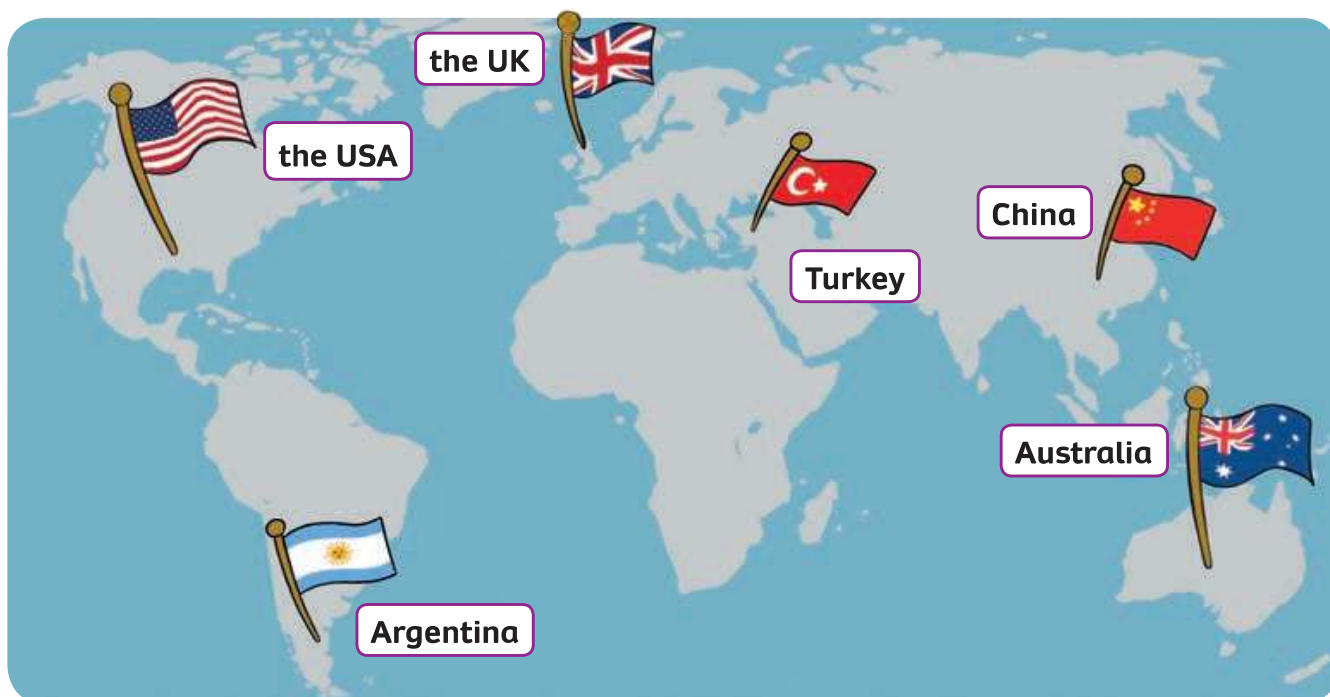 the UK
the USA
China
Turkey
Australia
Argentina